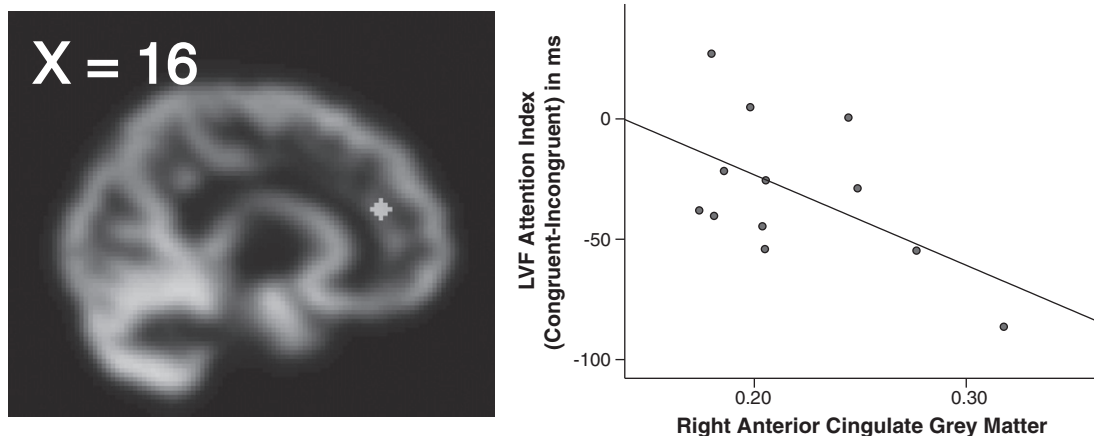 X = 16
LVF Attention Index
(Congruent-Incongruent) in ms
0
-50
-100
0.20
0.30
Right Anterior Cingulate Grey Matter